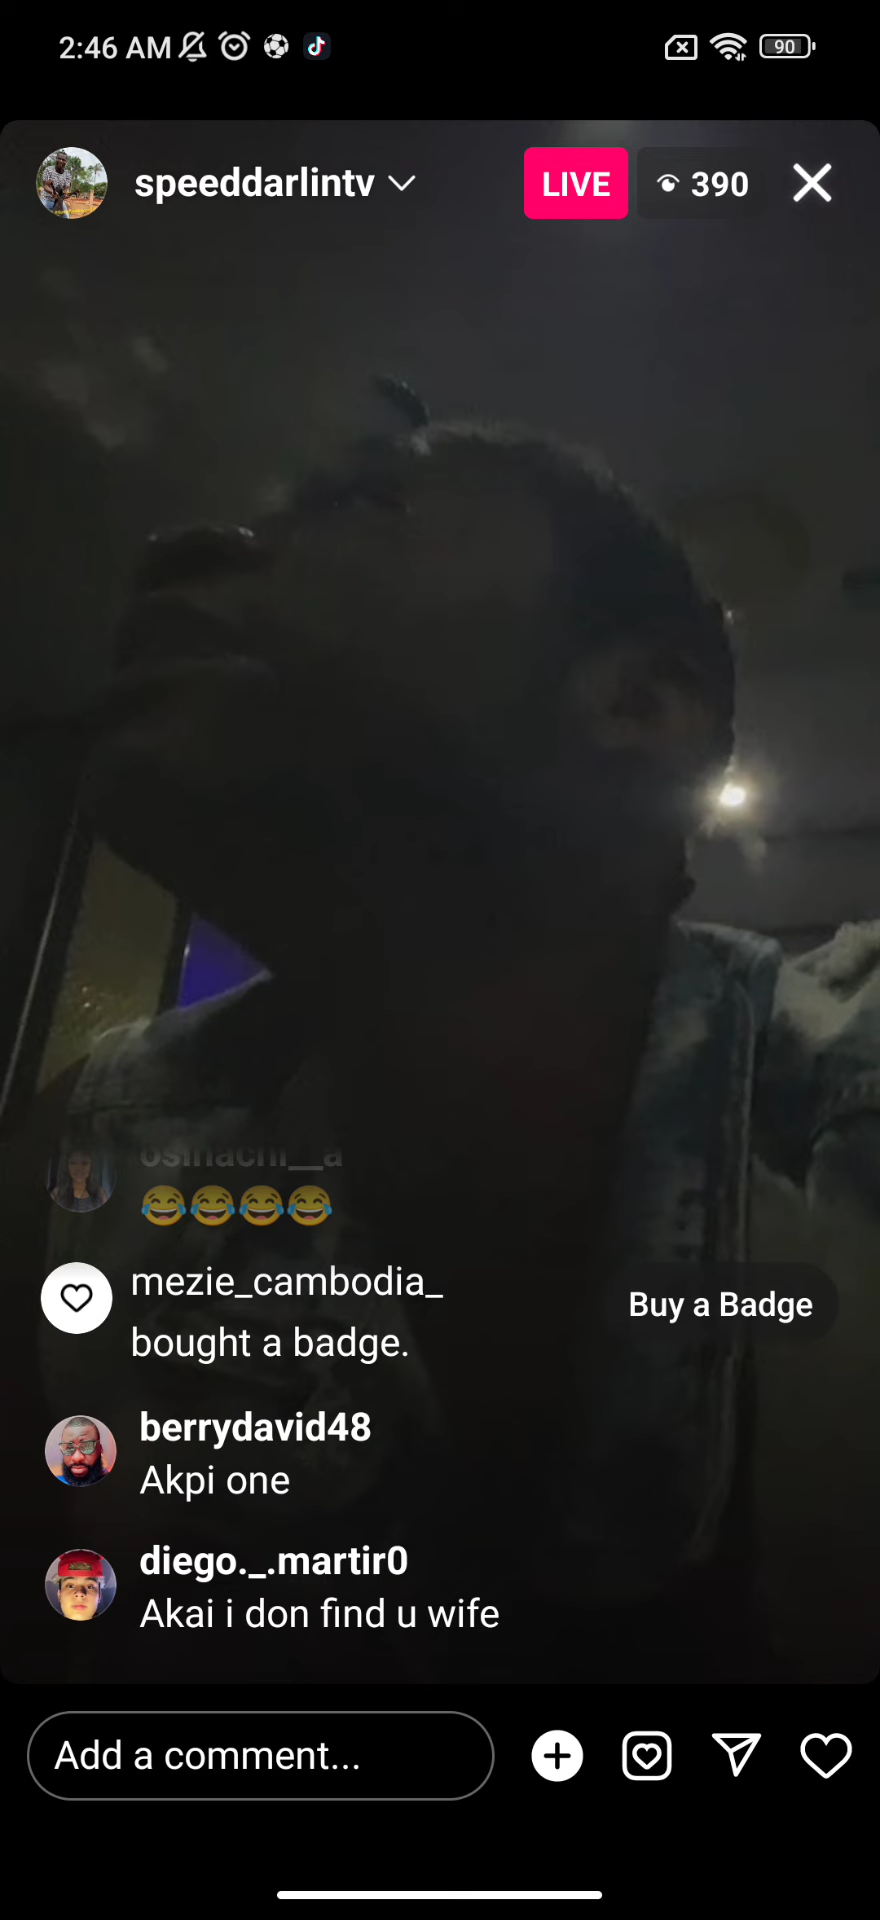 2:46 AM
90
speeddarlintv
LIVE
390
osinachi__a
😂😂😂😂
mezie_cambodia_
bought a badge.
Buy a Badge
berrydavid48
Akpi one
diego._.martir0
Akai i don find u wife
Add a comment...